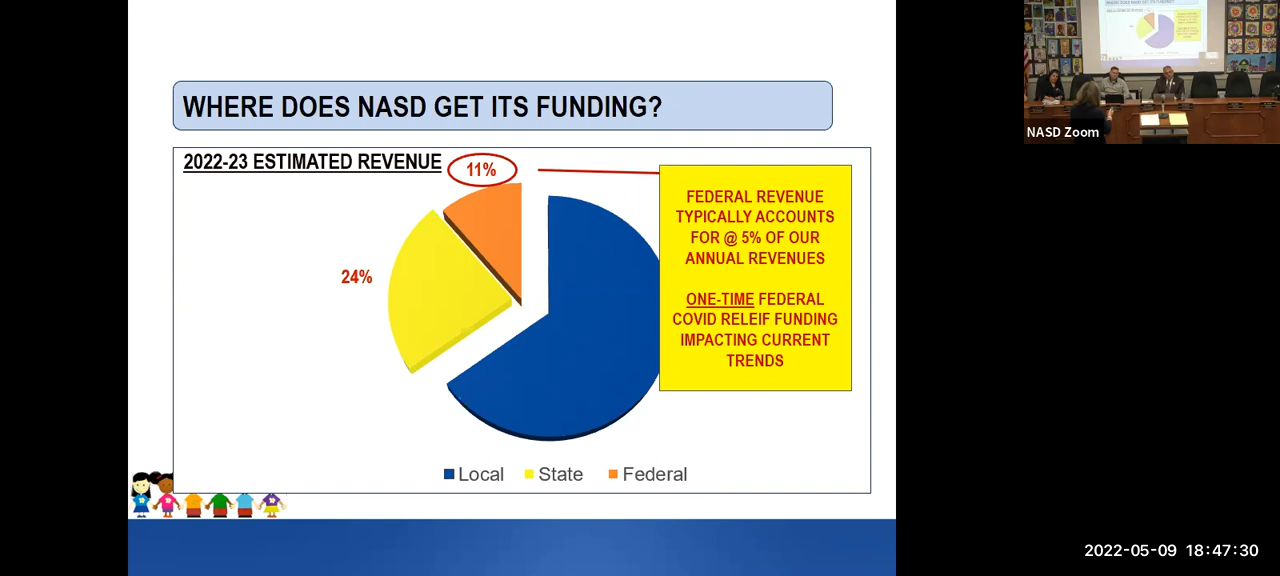 WHERE DOES NASD GET ITS FUNDING?
2022-23 ESTIMATED REVENUE
11%
24%
FEDERAL REVENUE
TYPICALLY ACCOUNTS
FOR @ 5% OF OUR
ANNUAL REVENUES
ONE-TIME FEDERAL
COVID RELEIF FUNDING
IMPACTING CURRENT
TRENDS
Local State Federal
NASD Zoom
2022-05-09 18:47:30